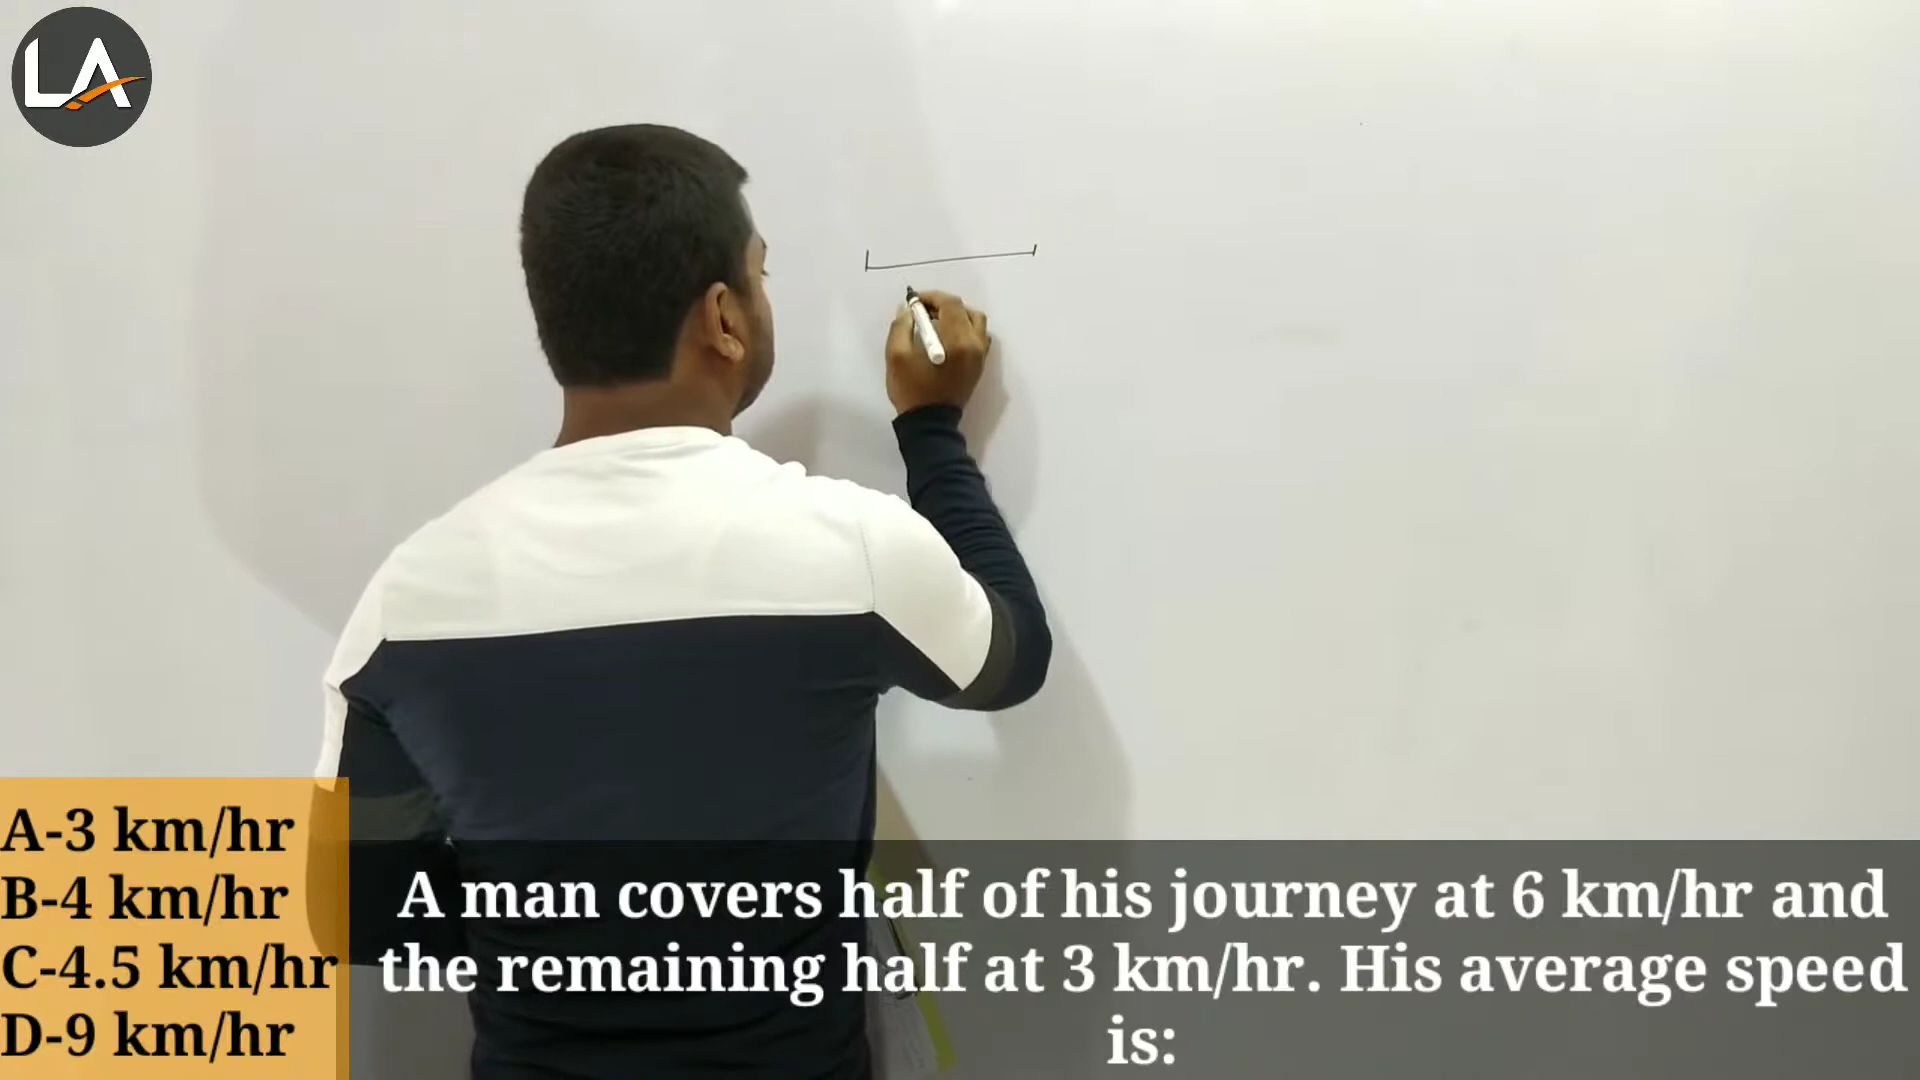 LA
A man covers half of his journey at 6 km/hr and
the remaining half at 3 km/hr. His average speed
is:
A-3 km/hr
B-4 km/hr
C-4.5 km/hr
D-9 km/hr